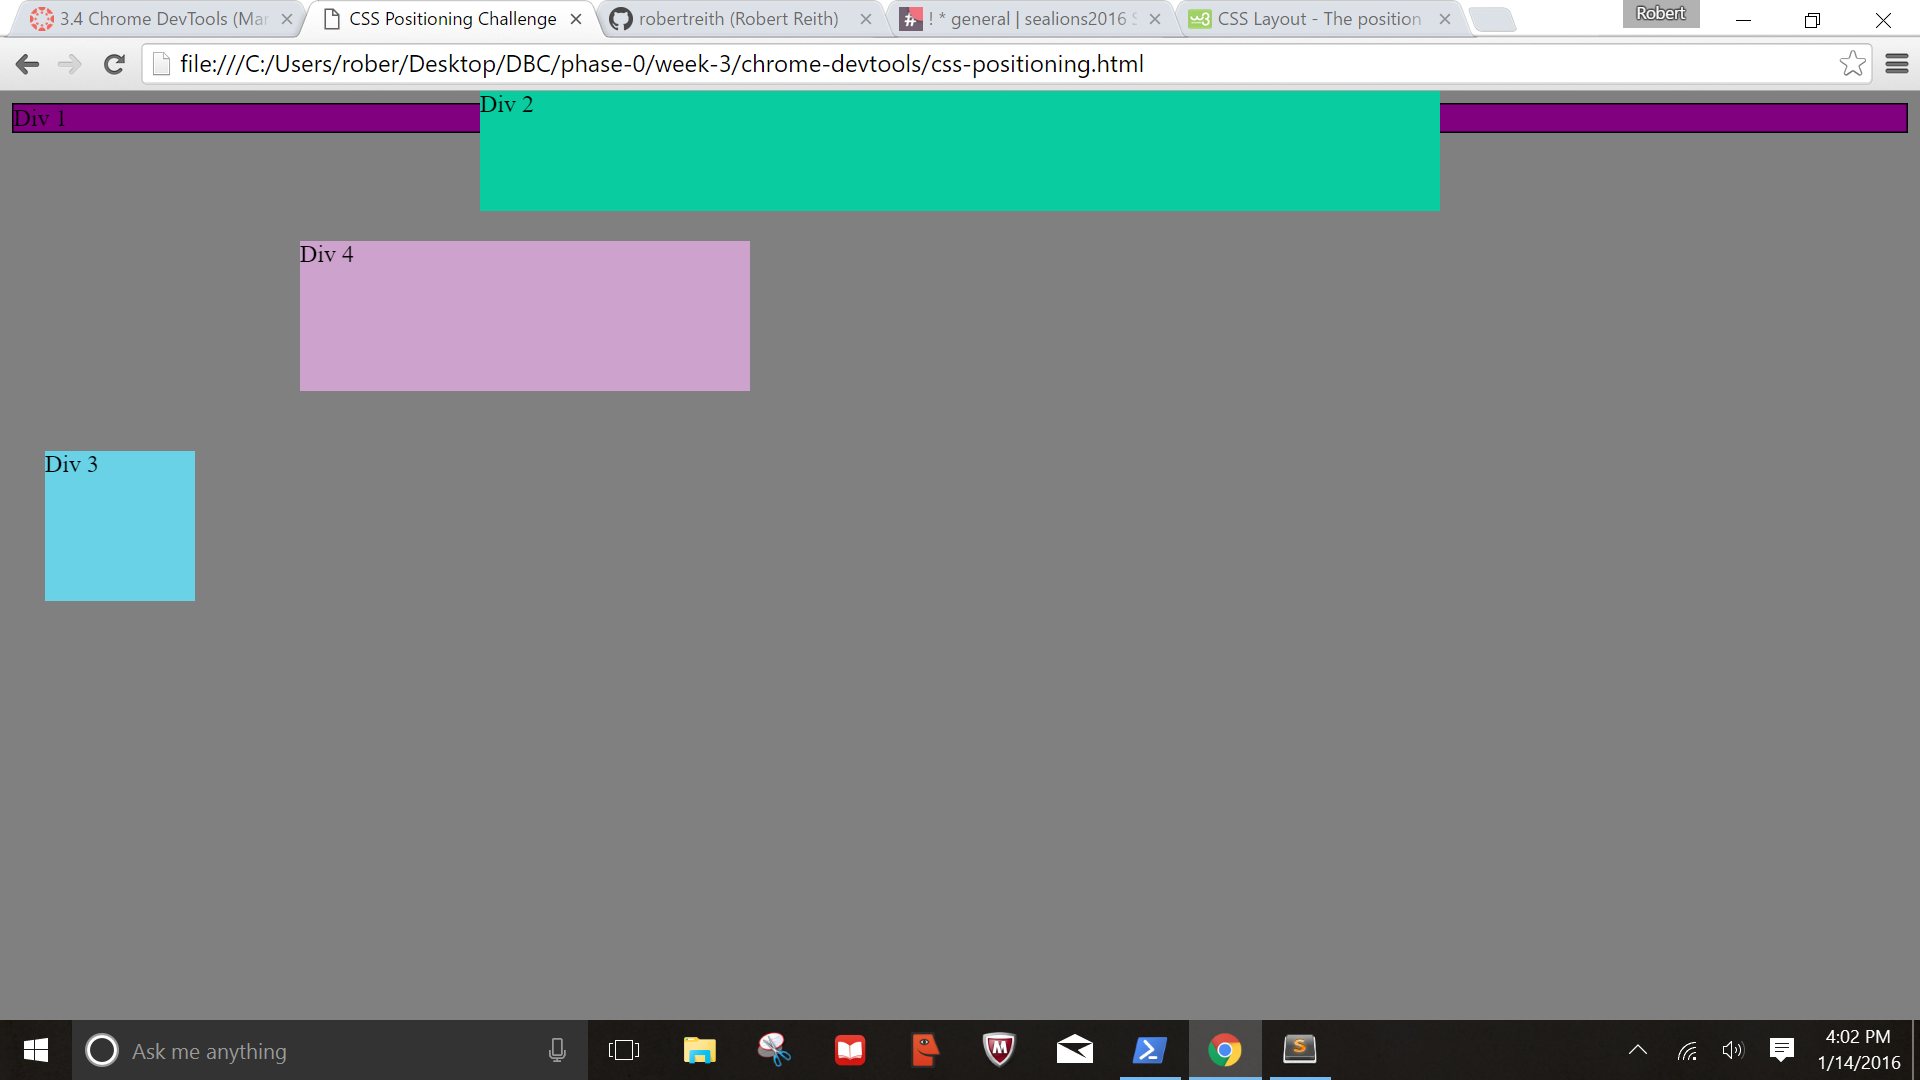 3.4 Chrome DevTools (Mar
CSS Positioning Challenge
robertreith (Robert Reith)
! * general | sealions2016 S
CSS Layout - The position
Robert
file:///C:/Users/rober/Desktop/DBC/phase-0/week-3/chrome-devtools/css-positioning.html
Div 1
Div 2
Div 4
Div 3
Ask me anything
4:02 PM
1/14/2016